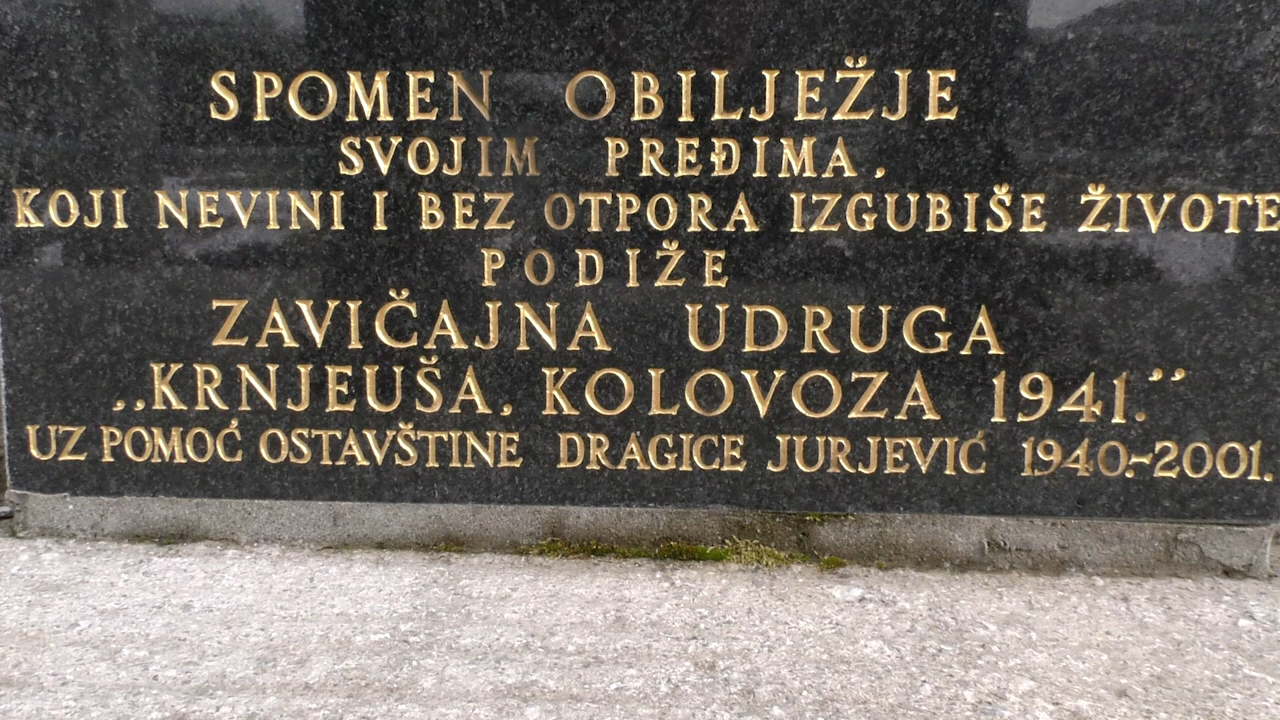 SPOMEN OBILJEŽJE
SVOJIM PREĐIMA,
KOJI NEVINI I BEZ OTPORA IZGUBIŠE ŽIVOTE
PODIŽE
ZAVIČAJNA UDRUGA
,,KRNJEUŠA, KOLOVOZA 1941.”
UZ POMOĆ OSTAVŠTINE DRAGICE JURJEVIĆ 1940.-2001.